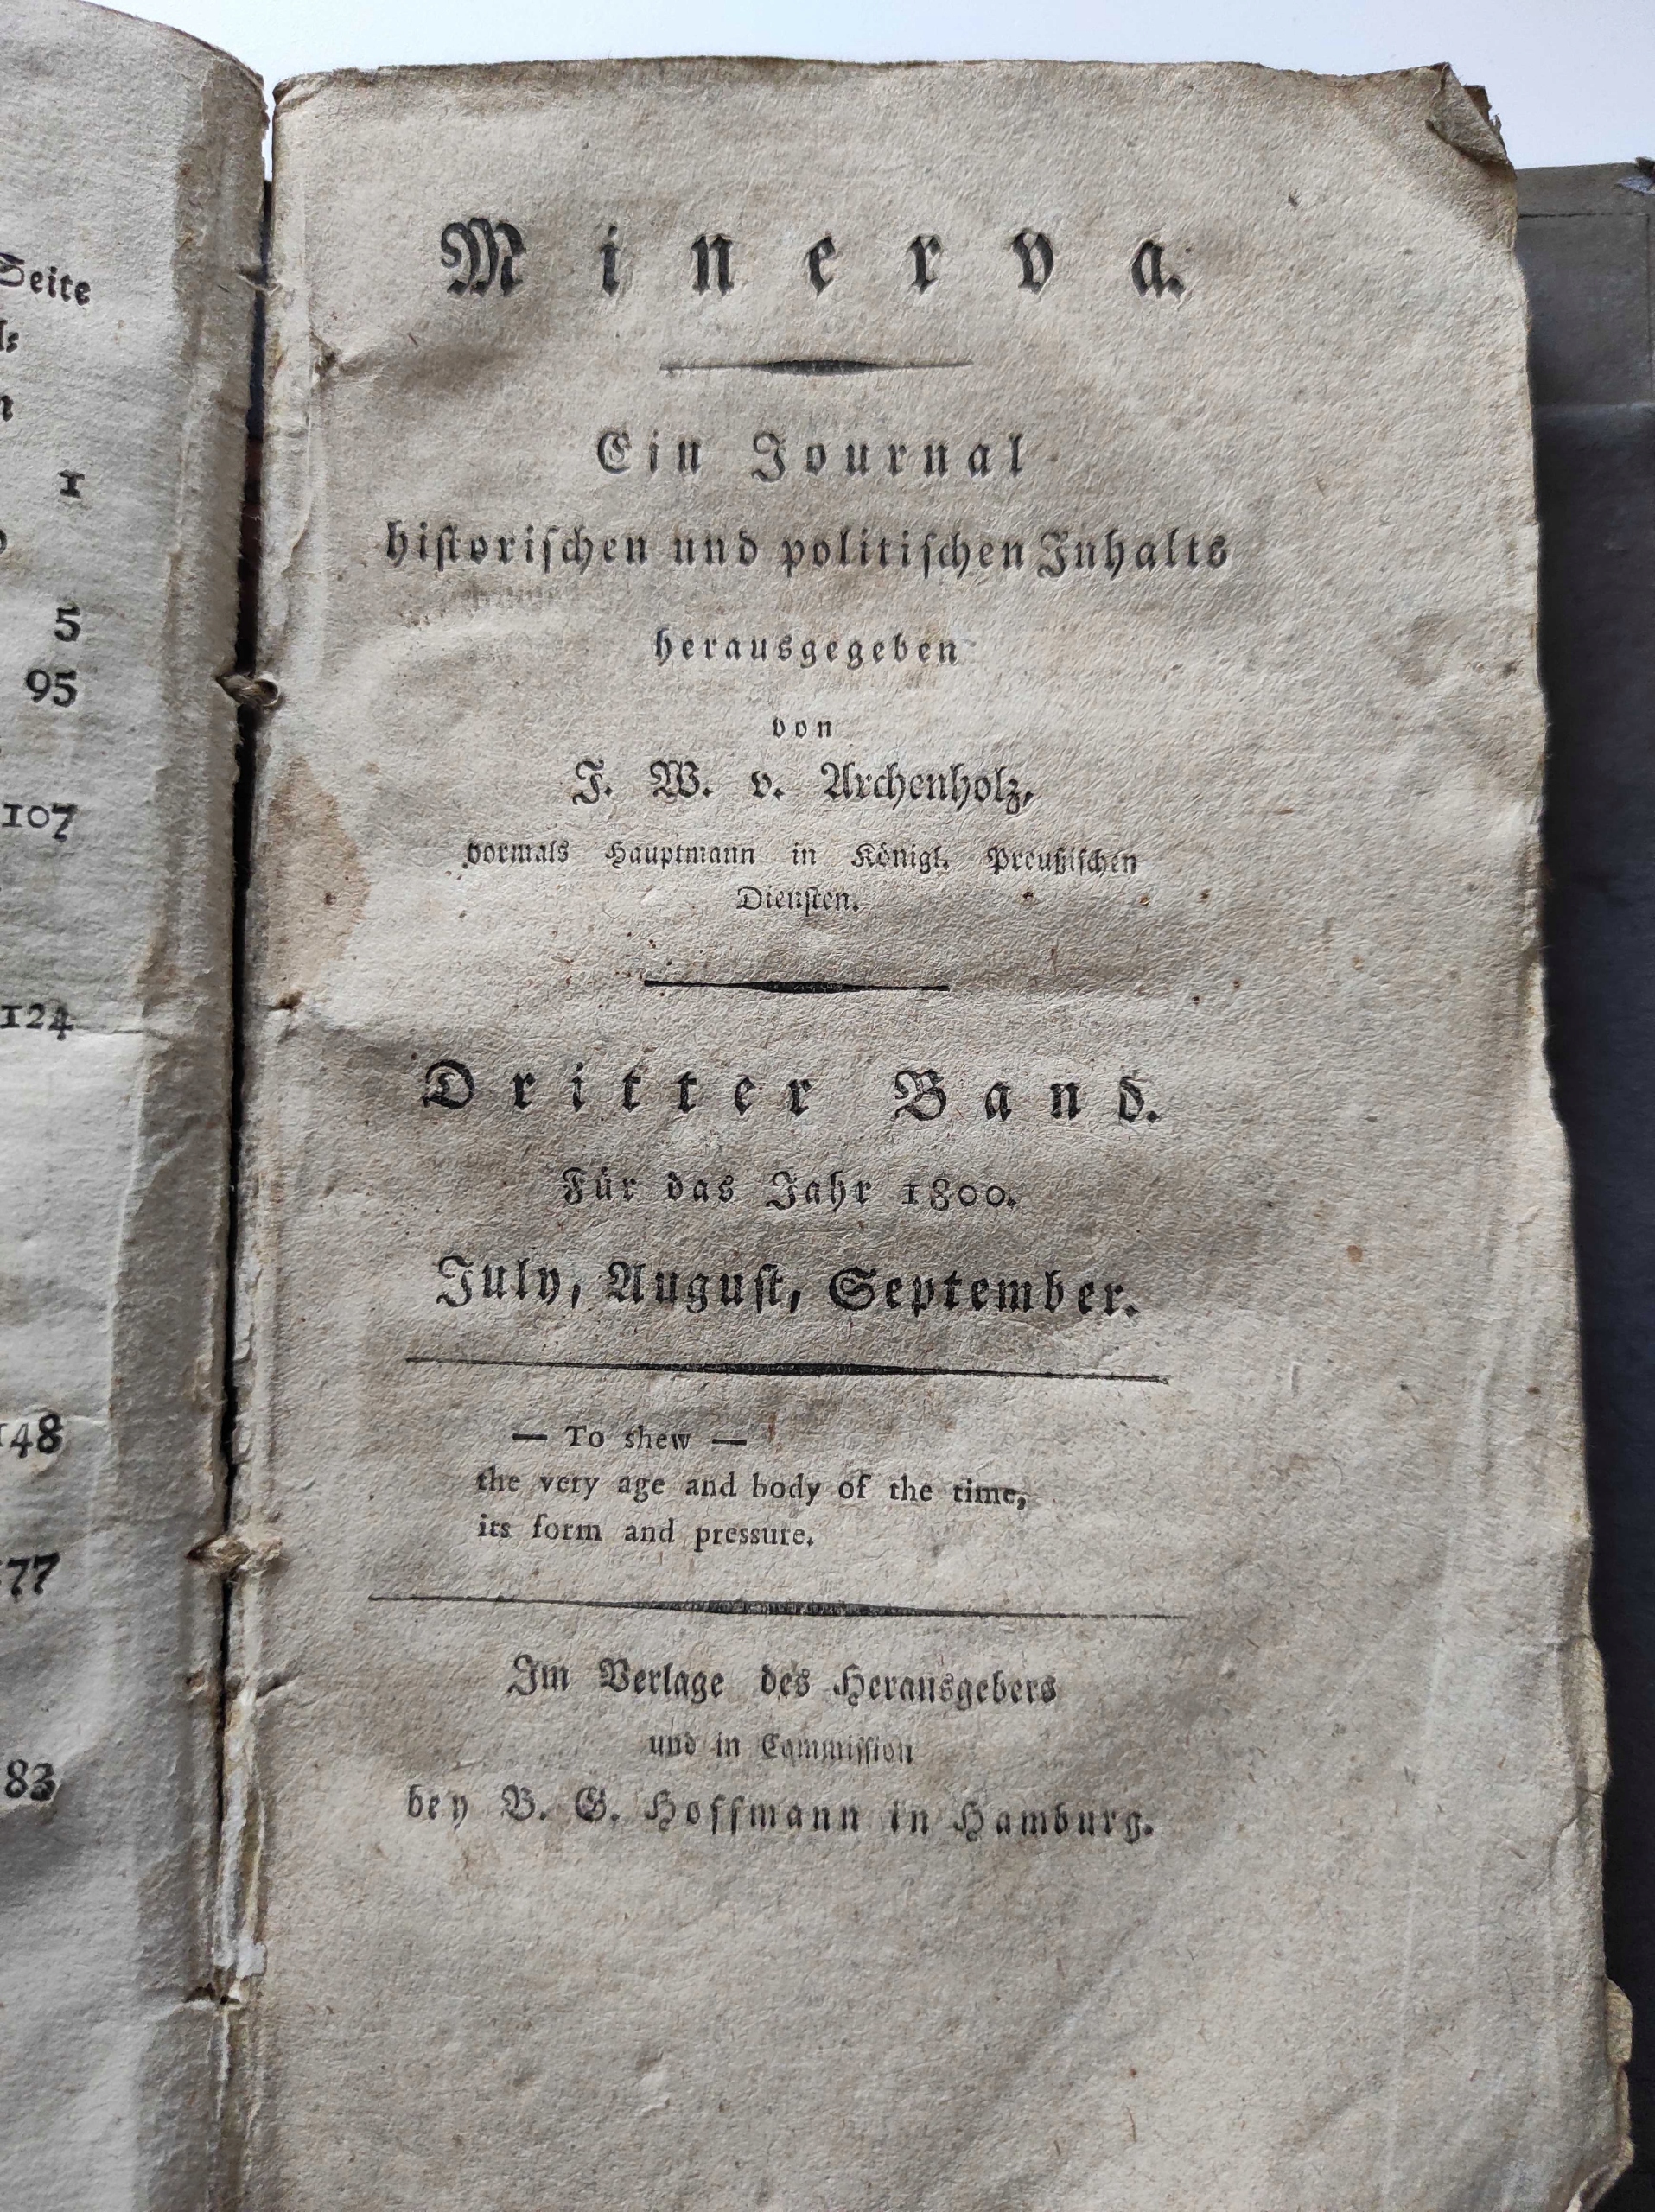 Seite
1
5
95
107
124
148
77
83
Minerva.
Ein Journal
hiſtoriſchen und politiſchen Inhalts
herausgegeben
von
J. W. v. Archenholz,
vormals Hauptmann in Königl. Preußiſchen
Dienſten.
Dritter Band.
Für das Jahr 1800.
July, Auguſt, September.
— To shew —
the very age and body of the time,
its form and pressure.
Im Verlage des Herausgebers
und in Commiſſion
bey B. G. Hoffmann in Hamburg.